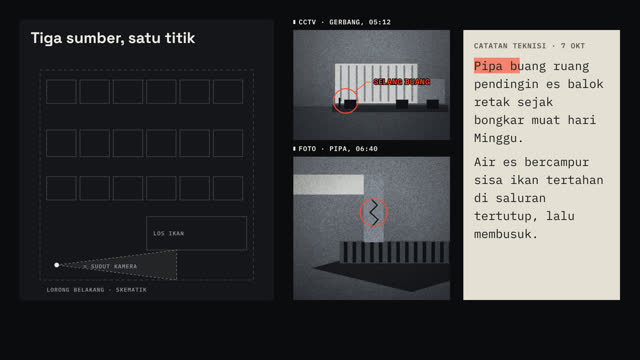 Tiga sumber, satu titik
LOS IKAN
SUDUT KAMERA
LORONG BELAKANG · SKEMATIK
CCTV · GERBANG, 05:12
SELANG BUANG
FOTO · PIPA, 06:40
CATATAN TEKNISI · 7 OKT
Pipa buang ruang
pendingin es balok
retak sejak
bongkar muat hari
Minggu.
Air es bercampur
sisa ikan tertahan
di saluran
tertutup, lalu
membusuk.